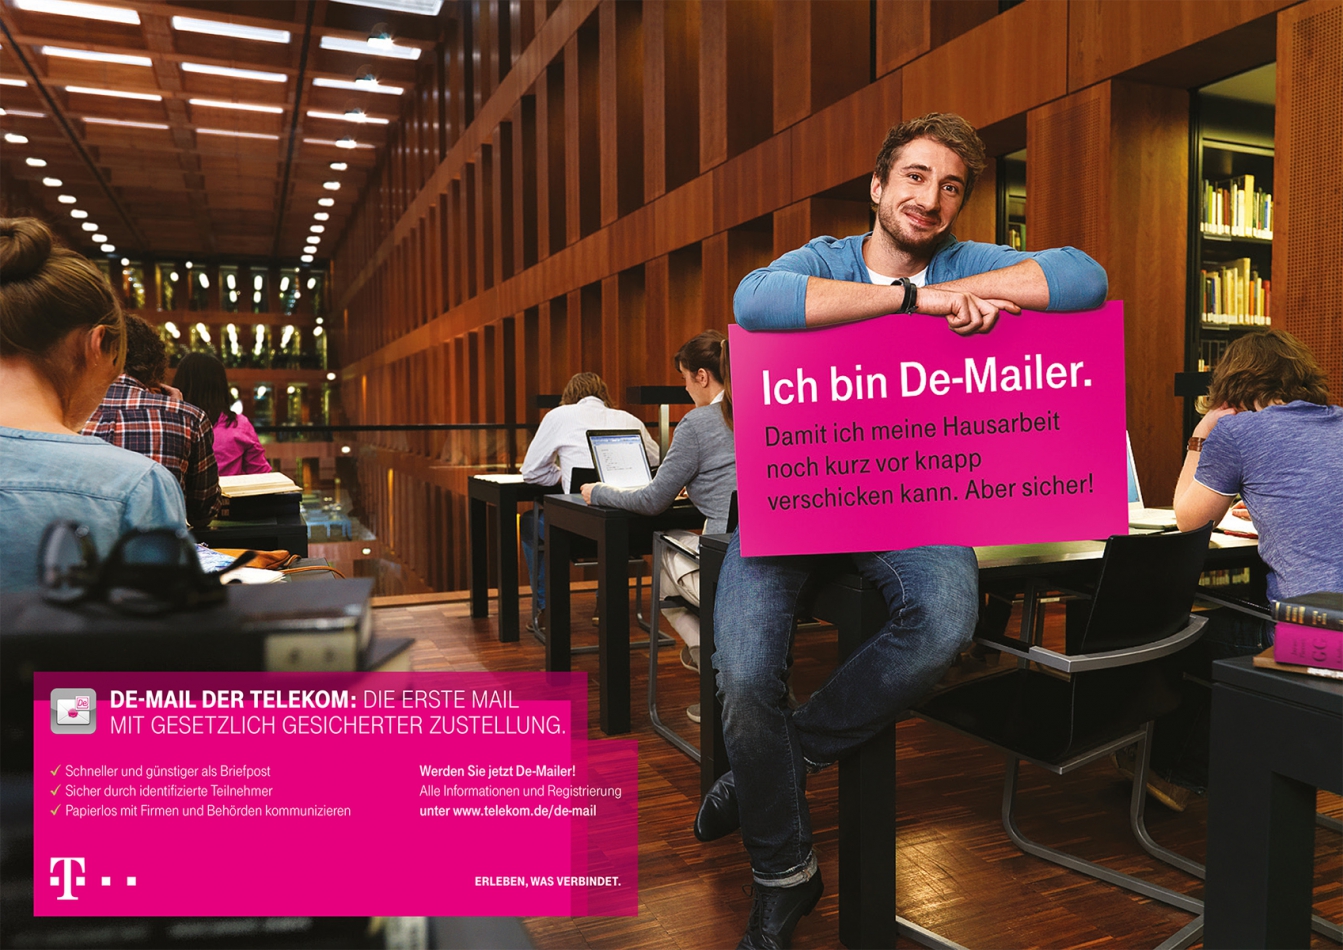 Ich bin De-Mailer.
Damit ich meine Hausarbeit
noch kurz vor knapp
verschicken kann. Aber sicher!
DE-MAIL DER TELEKOM: DIE ERSTE MAIL
MIT GESETZLICH GESICHERTER ZUSTELLUNG.
✓ Schneller und günstiger als Briefpost
✓ Sicher durch identifizierte Teilnehmer
✓ Papierlos mit Firmen und Behörden kommunizieren
Werden Sie jetzt De-Mailer!
Alle Informationen und Registrierung
unter www.telekom.de/de-mail
T
ERLEBEN, WAS VERBINDET.